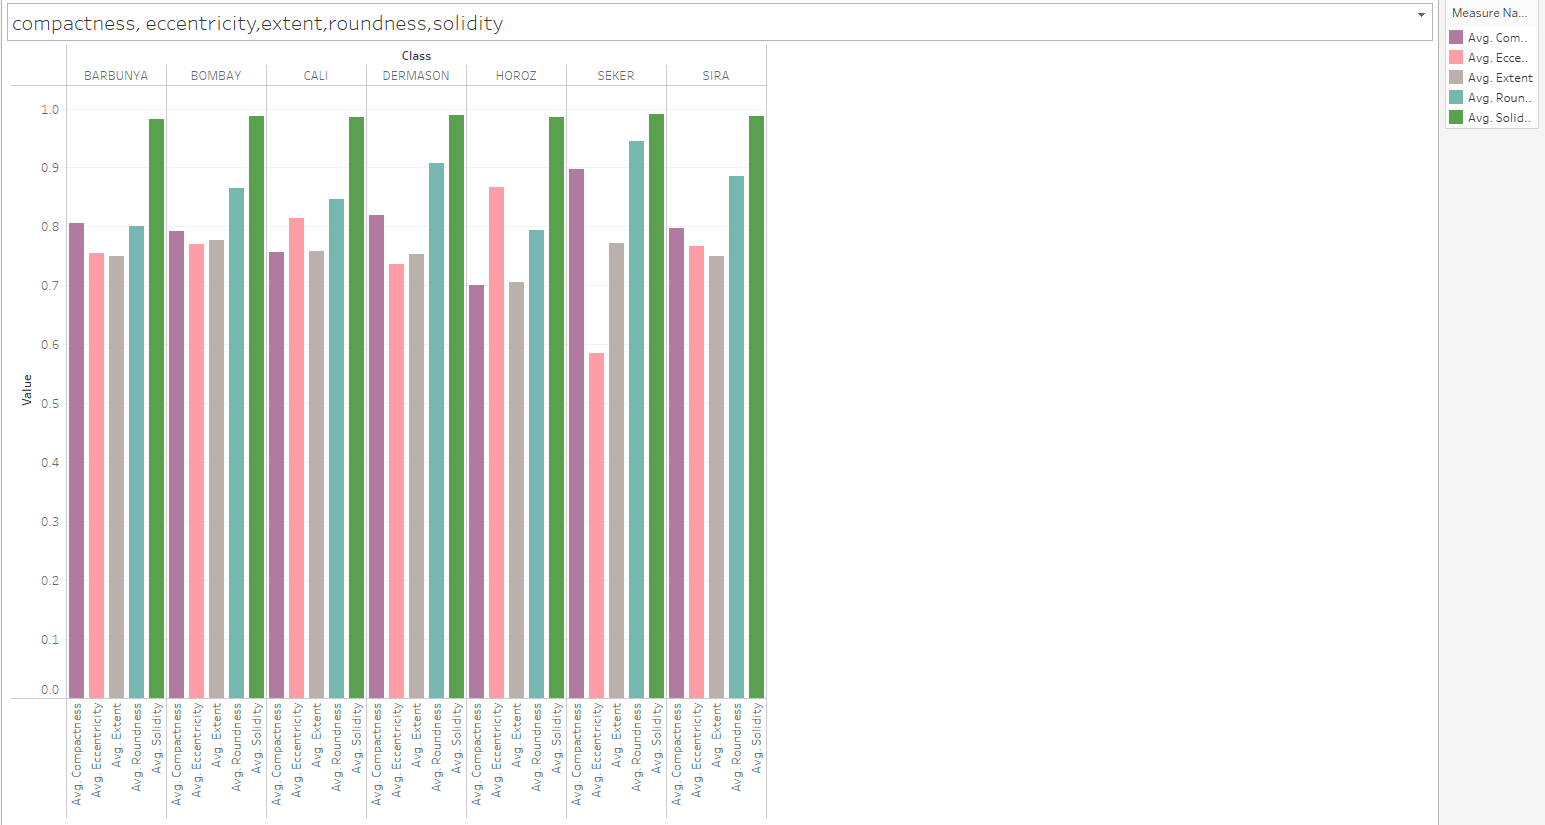 compactness, eccentricity,extent,roundness,solidity
Measure Na...
Avg. Com..
Avg. Ecce..
Avg. Extent
Avg. Roun..
Avg. Solid..
Class
BARBUNYA BOMBAY CALI DERMASON HOROZ SEKER SIRA
1.0
0.9
0.8
0.7
0.6
0.5
0.4
0.3
0.2
0.1
0.0
Value
Avg. Compactness
Avg. Eccentricity
Avg. Extent
Avg. Roundness
Avg. Solidity
Avg. Compactness
Avg. Eccentricity
Avg. Extent
Avg. Roundness
Avg. Solidity
Avg. Compactness
Avg. Eccentricity
Avg. Extent
Avg. Roundness
Avg. Solidity
Avg. Compactness
Avg. Eccentricity
Avg. Extent
Avg. Roundness
Avg. Solidity
Avg. Compactness
Avg. Eccentricity
Avg. Extent
Avg. Roundness
Avg. Solidity
Avg. Compactness
Avg. Eccentricity
Avg. Extent
Avg. Roundness
Avg. Solidity
Avg. Compactness
Avg. Eccentricity
Avg. Extent
Avg. Roundness
Avg. Solidity